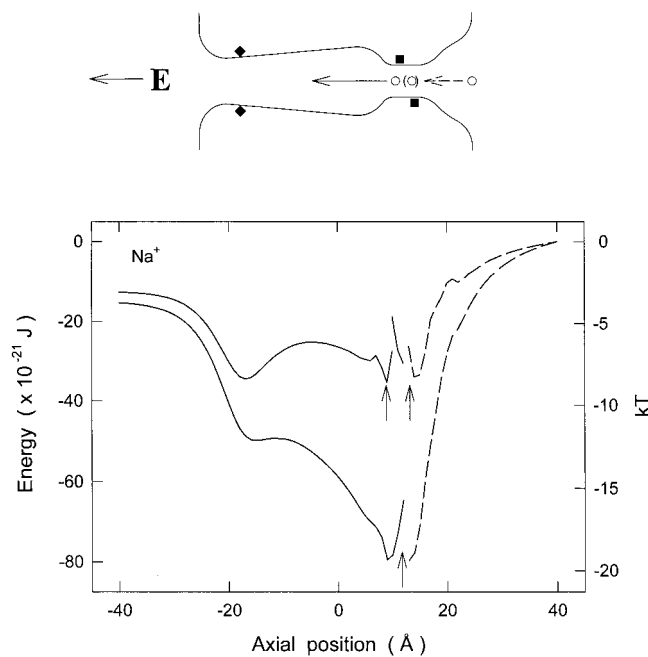 E
( )
Na⁺
0
-20
-40
-60
-80
Energy ( x 10⁻²¹ J )
0
-5
-10
-15
-20
kT
-40 -20 0 20 40
Axial position ( Å )